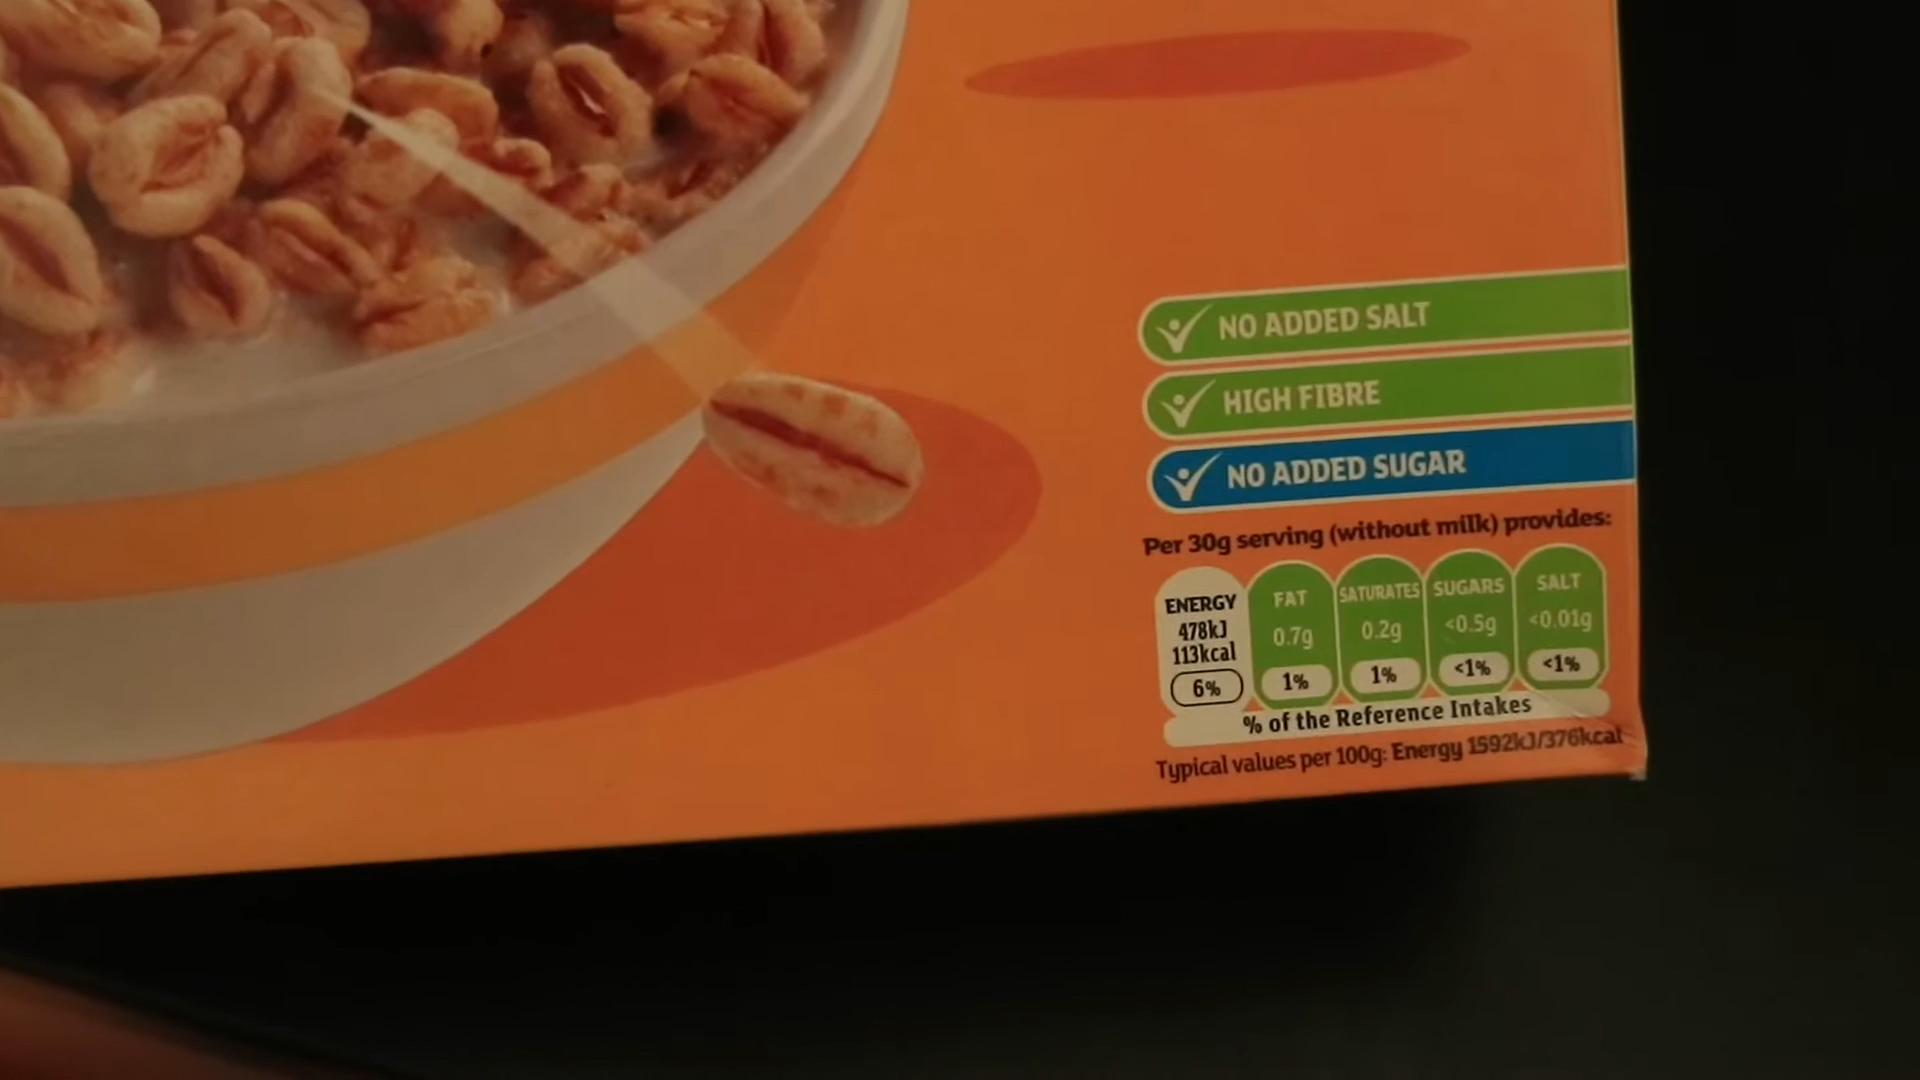 NO ADDED SALT
HIGH FIBRE
NO ADDED SUGAR
Per 30g serving (without milk) provides:
ENERGY 478kJ 113kcal 6%
FAT 0.7g 1%
SATURATES 0.2g 1%
SUGARS <0.5g <1%
SALT <0.01g <1%
% of the Reference Intakes
Typical values per 100g: Energy 1592kJ/376kcal